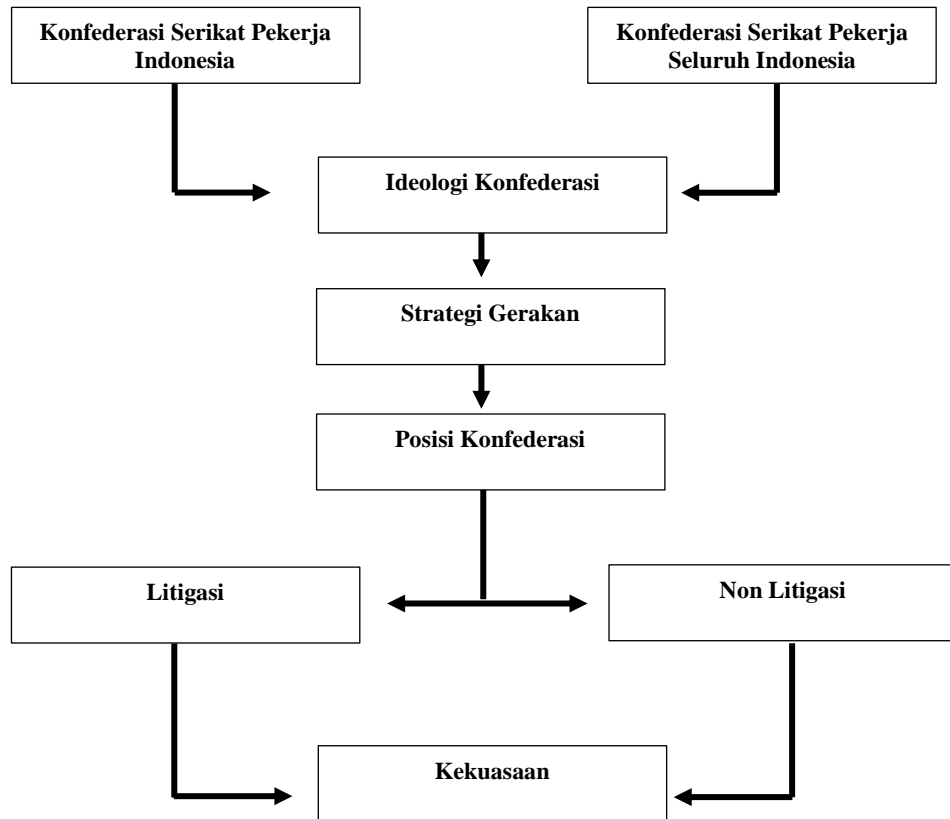 Konfederasi Serikat Pekerja
Indonesia
Konfederasi Serikat Pekerja
Seluruh Indonesia
Ideologi Konfederasi
Strategi Gerakan
Posisi Konfederasi
Litigasi
Non Litigasi
Kekuasaan